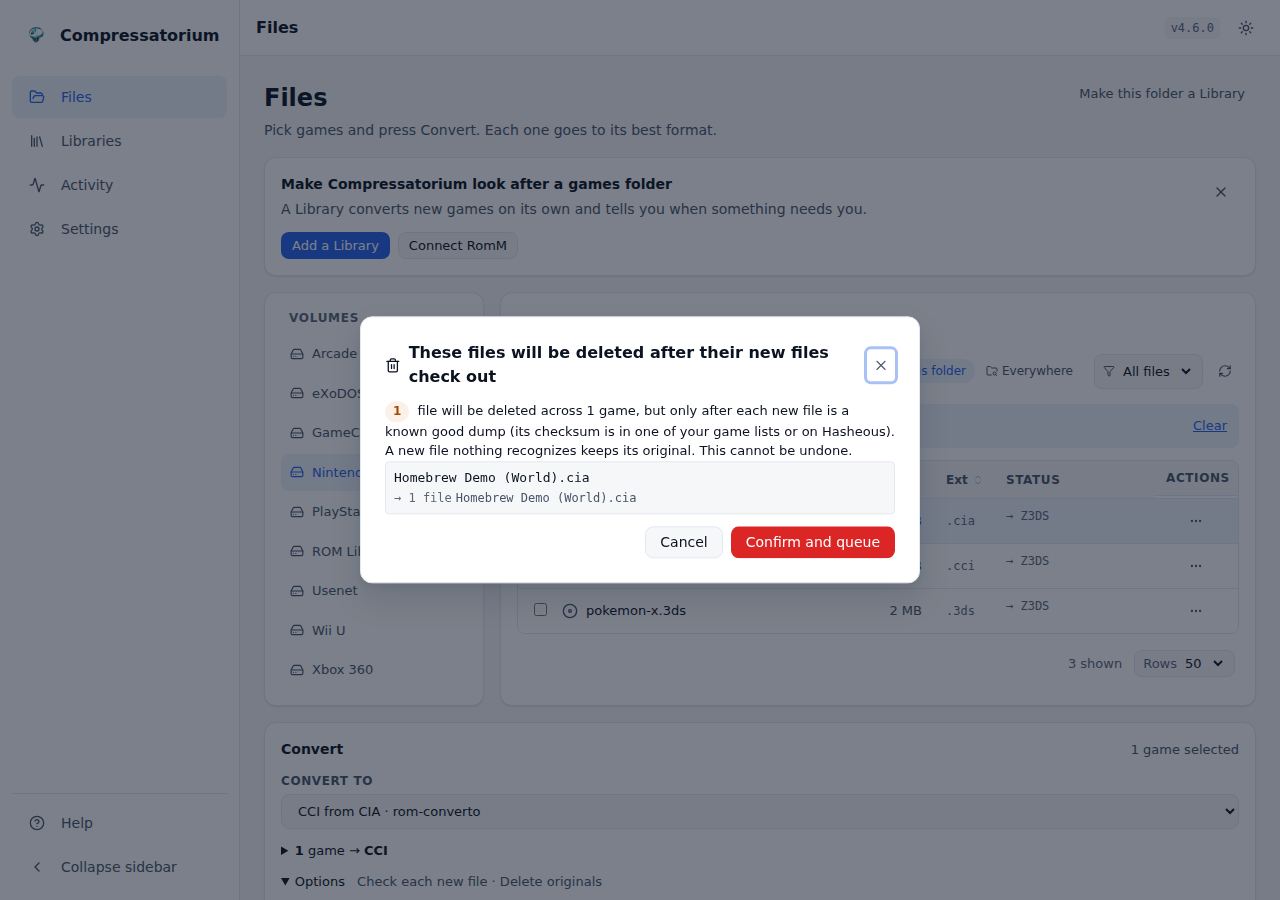 Compressatorium
Files
Libraries
Activity
Settings
Help
Collapse sidebar
Files
v4.6.0
Files
Make this folder a Library
Pick games and press Convert. Each one goes to its best format.
Make Compressatorium look after a games folder
A Library converts new games on its own and tells you when something needs you.
Add a Library
Connect RomM
VOLUMES
Arcade
eXoDOS
GameC
Ninten
PlaySta
ROM Li
Usenet
Wii U
Xbox 360
s folder
Everywhere
All files
Clear
Ext
STATUS
ACTIONS
.cia
→ Z3DS
.cci
→ Z3DS
pokemon-x.3ds
2 MB
.3ds
→ Z3DS
3 shown
Rows 50
These files will be deleted after their new files
check out
1 file will be deleted across 1 game, but only after each new file is a
known good dump (its checksum is in one of your game lists or on Hasheous).
A new file nothing recognizes keeps its original. This cannot be undone.
Homebrew Demo (World).cia
→ 1 file Homebrew Demo (World).cia
Cancel
Confirm and queue
Convert
1 game selected
CONVERT TO
CCI from CIA · rom-converto
1 game → CCI
Options Check each new file · Delete originals